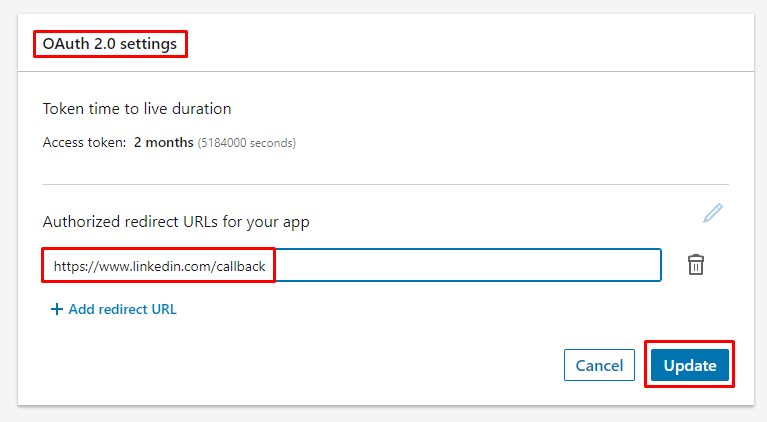 OAuth 2.0 settings
Token time to live duration
Access token: 2 months (5184000 seconds)
Authorized redirect URLs for your app
https://www.linkedin.com/callback
+ Add redirect URL
Cancel Update